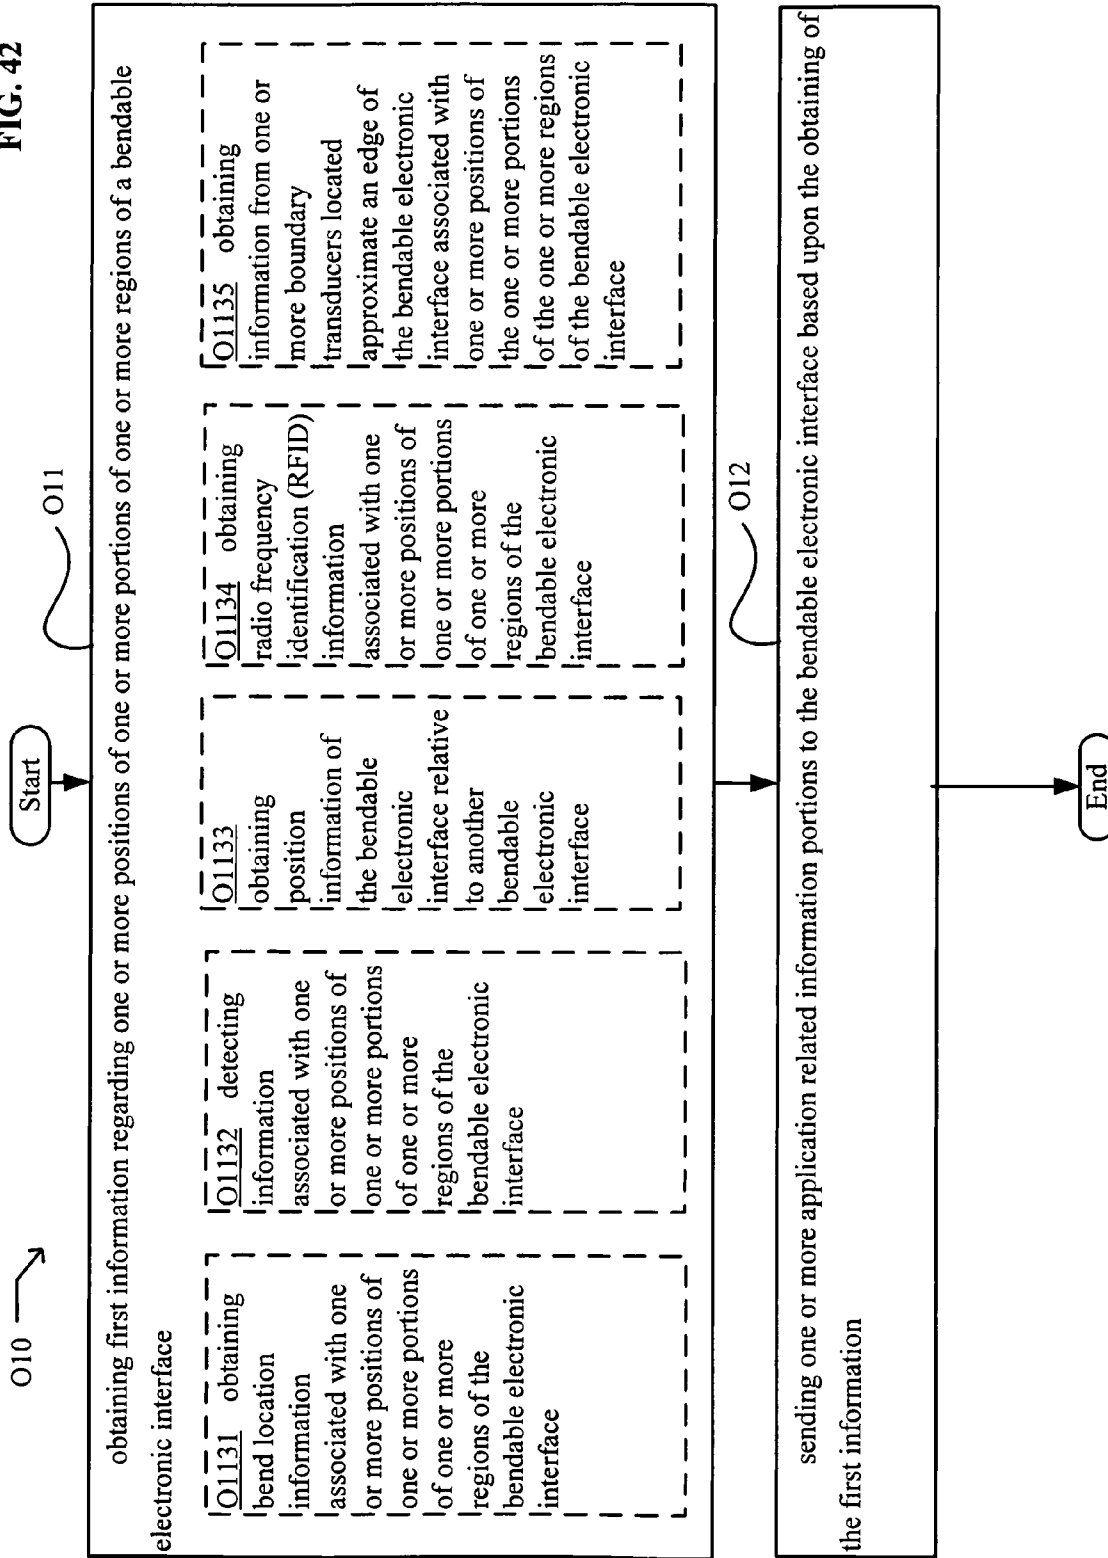 FIG. 42
O10
Start
O11
obtaining first information regarding one or more positions of one or more portions of one or more regions of a bendable
electronic interface
O1131 obtaining
bend location
information
associated with one
or more positions of
one or more portions
of one or more
regions of the
bendable electronic
interface
O1132 detecting
information
associated with one
or more positions of
one or more portions
of one or more
regions of the
bendable electronic
interface
O1133
obtaining
position
information of
the bendable
electronic
interface relative
to another
bendable
electronic
interface
O1134 obtaining
radio frequency
identification (RFID)
information
associated with one
or more positions of
one or more portions
of one or more
regions of the
bendable electronic
interface
O1135 obtaining
information from one or
more boundary
transducers located
approximate an edge of
the bendable electronic
interface associated with
one or more positions of
the one or more portions
of the one or more regions
of the bendable electronic
interface
O12
sending one or more application related information portions to the bendable electronic interface based upon the obtaining of
the first information
End